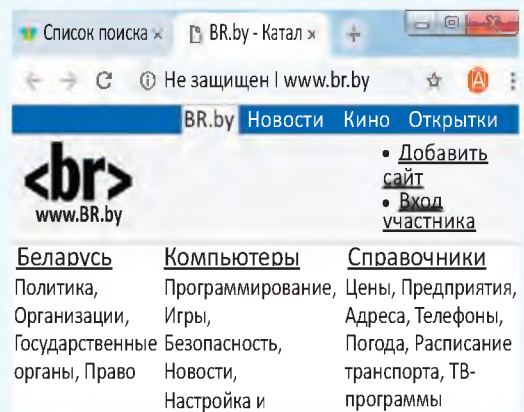 Список поиска × BR.by - Катал ×
Не защищен | www.br.by
BR.by Новости Кино Открытки
<br>
www.BR.by
• Добавить
сайт
• Вход
участника
Беларусь
Политика,
Организации,
Государственные
органы, Право
Компьютеры
Программирование,
Игры,
Безопасность,
Новости,
Настройка и
Справочники
Цены, Предприятия,
Адреса, Телефоны,
Погода, Расписание
транспорта, ТВ-
программы